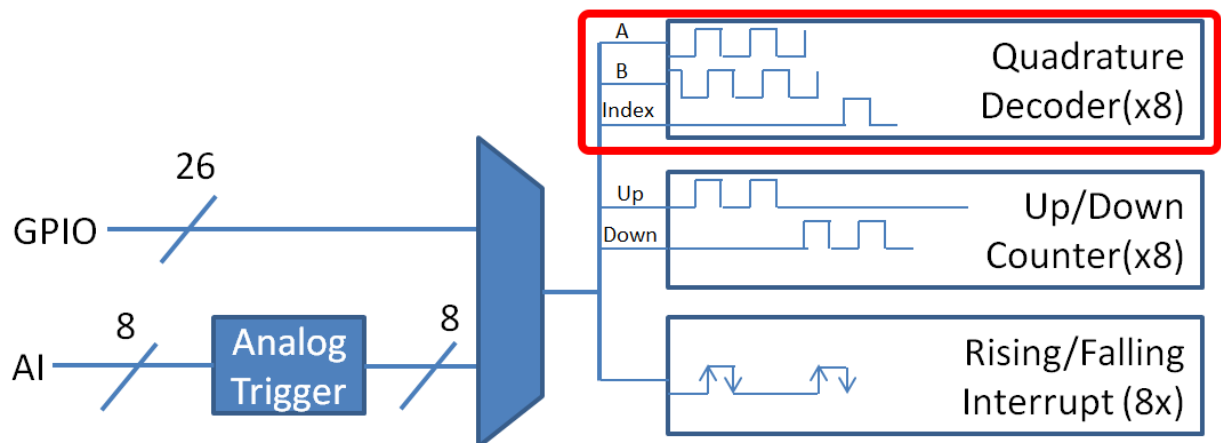 A
B
Index
Quadrature
Decoder(x8)
26
GPIO
Up
Down
Up/Down
Counter(x8)
8
AI
Analog
Trigger
8
Rising/Falling
Interrupt (8x)